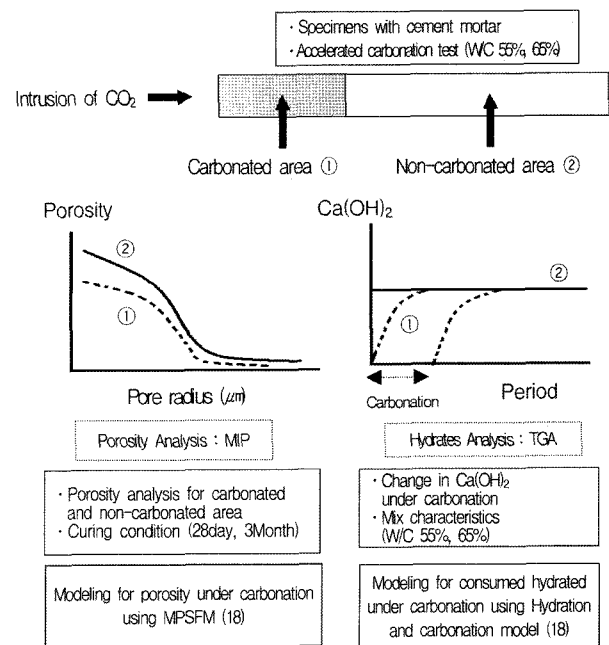 · Specimens with cement mortar
· Accelerated carbonation test (W/C 55%, 65%)
Intrusion of CO₂
Carbonated area ①
Non-carbonated area ②
Porosity
②
①
Pore radius (㎛)
Ca(OH)₂
②
①
Carbonation
Period
Porosity Analysis : MIP
Hydrates Analysis : TGA
· Porosity analysis for carbonated
and non-carbonated area
· Curing condition (28day, 3Month)
· Change in Ca(OH)₂
under carbonation
· Mix characteristics
(W/C 55%, 65%)
Modeling for porosity under carbonation
using MPSFM (18)
Modeling for consumed hydrated
under carbonation using Hydration
and carbonation model (18)